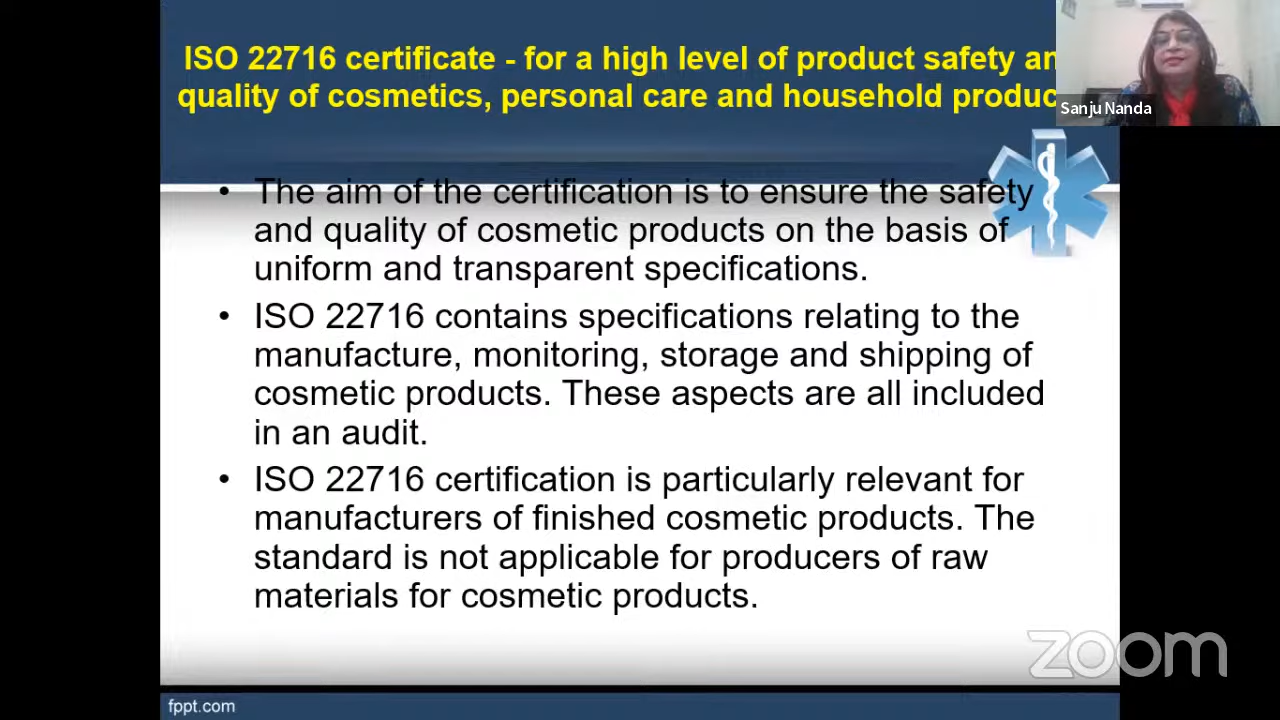 ISO 22716 certificate - for a high level of product safety an
quality of cosmetics, personal care and household produc
Sanju Nanda
• The aim of the certification is to ensure the safety
and quality of cosmetic products on the basis of
uniform and transparent specifications.
• ISO 22716 contains specifications relating to the
manufacture, monitoring, storage and shipping of
cosmetic products. These aspects are all included
in an audit.
• ISO 22716 certification is particularly relevant for
manufacturers of finished cosmetic products. The
standard is not applicable for producers of raw
materials for cosmetic products.
zoom
fppt.com